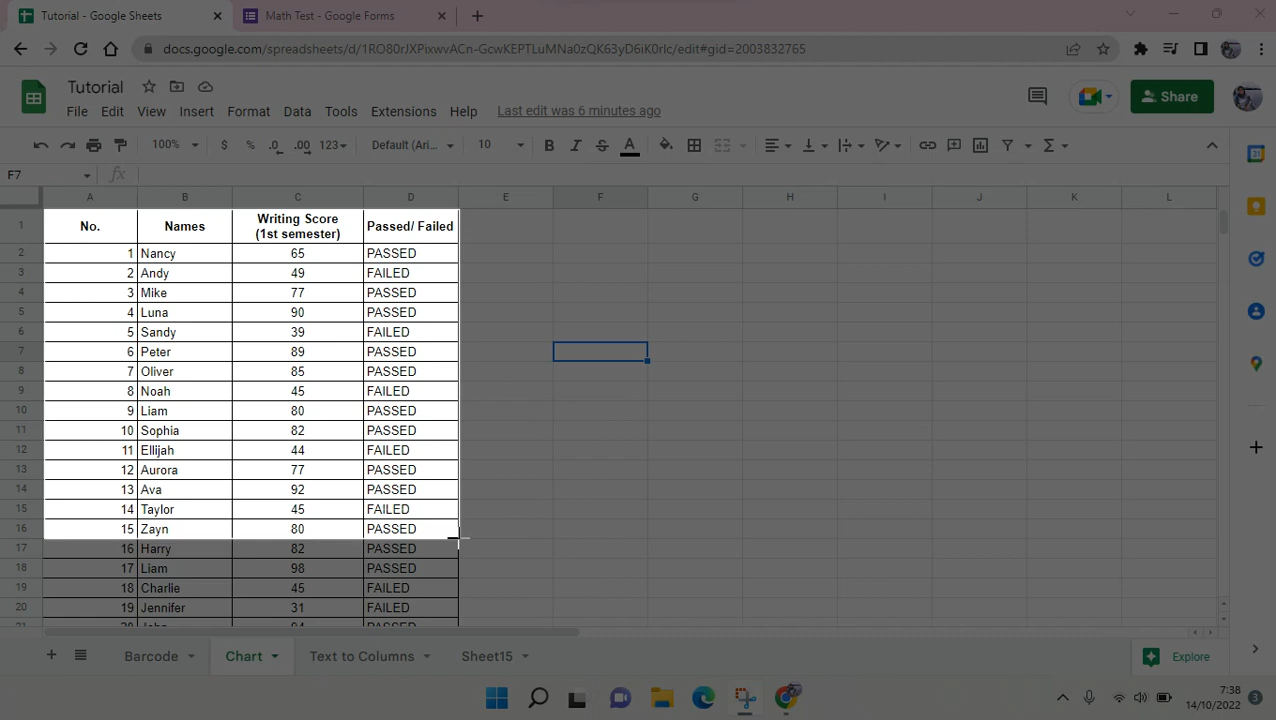 Tutorial - Google Sheets
Math Test - Google Forms
docs.google.com/spreadsheets/d/1RO80rJXPixwvACn-GcwKEPTLuMNa0zQK63yD6iK0rIc/edit#gid=2003832765
Tutorial
File Edit View Insert Format Data Tools Extensions Help Last edit was 6 minutes ago
Share
100% $ % .0 .00 123 Default (Ari... 10 B I S A
F7 fx
A B C D E F G H I J K L
1 No. Names Writing Score (1st semester) Passed/ Failed
2 1 Nancy 65 PASSED
3 2 Andy 49 FAILED
4 3 Mike 77 PASSED
5 4 Luna 90 PASSED
6 5 Sandy 39 FAILED
7 6 Peter 89 PASSED
8 7 Oliver 85 PASSED
9 8 Noah 45 FAILED
10 9 Liam 80 PASSED
11 10 Sophia 82 PASSED
12 11 Ellijah 44 FAILED
13 12 Aurora 77 PASSED
14 13 Ava 92 PASSED
15 14 Taylor 45 FAILED
16 15 Zayn 80 PASSED
17 16 Harry 82 PASSED
18 17 Liam 98 PASSED
19 18 Charlie 45 FAILED
20 19 Jennifer 31 FAILED
21 20 John 94 PASSED
Barcode Chart Text to Columns Sheet15 Explore
7:38
14/10/2022 3